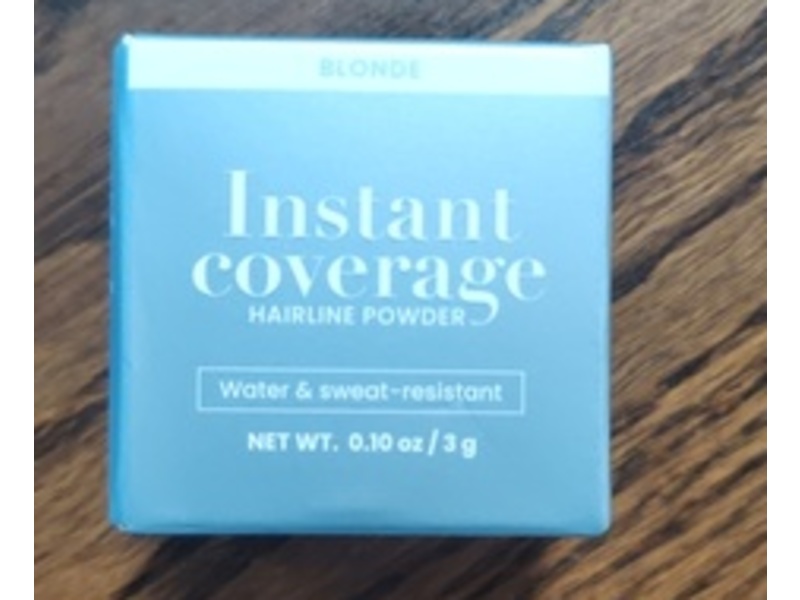 BLONDE
Instant
coverage
HAIRLINE POWDER
Water & sweat-resistant
NET WT. 0.10 oz / 3 g